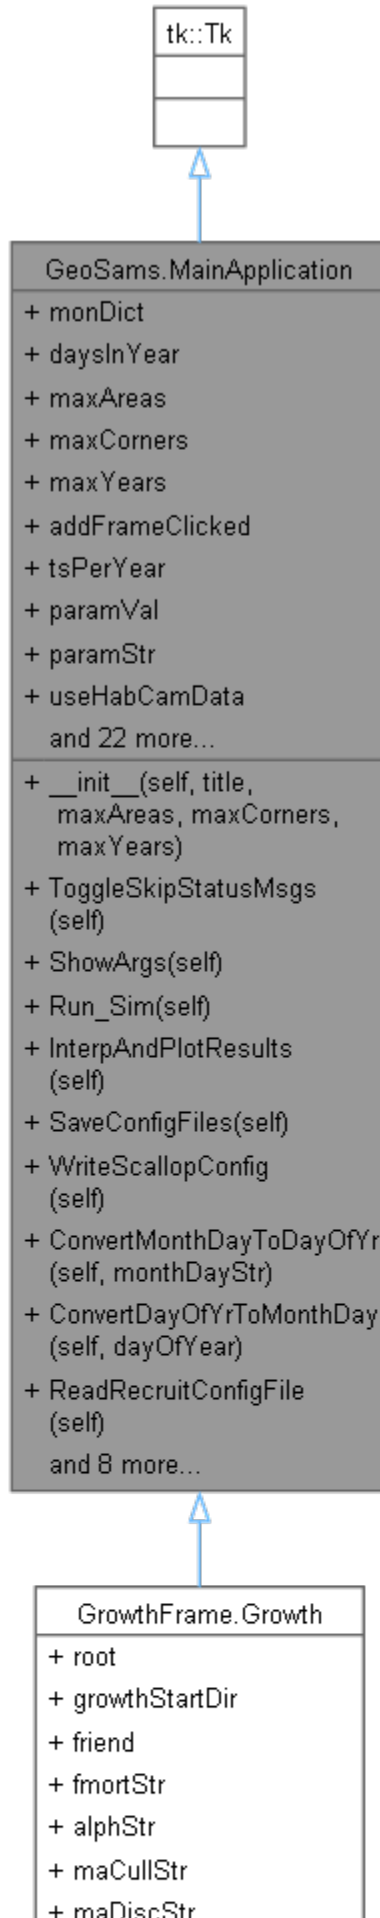 tk::Tk
GeoSams.MainApplication
+ monDict
+ daysInYear
+ maxAreas
+ maxCorners
+ maxYears
+ addFrameClicked
+ tsPerYear
+ paramVal
+ paramStr
+ useHabCamData
and 22 more...
+ __init__(self, title,
maxAreas, maxCorners,
maxYears)
+ ToggleSkipStatusMsgs
(self)
+ ShowArgs(self)
+ Run_Sim(self)
+ InterpAndPlotResults
(self)
+ SaveConfigFiles(self)
+ WriteScallopConfig
(self)
+ ConvertMonthDayToDayOfYr
(self, monthDayStr)
+ ConvertDayOfYrToMonthDay
(self, dayOfYear)
+ ReadRecruitConfigFile
(self)
and 8 more...
GrowthFrame.Growth
+ root
+ growthStartDir
+ friend
+ fmortStr
+ alphStr
+ maCullStr
+ maDiscStr